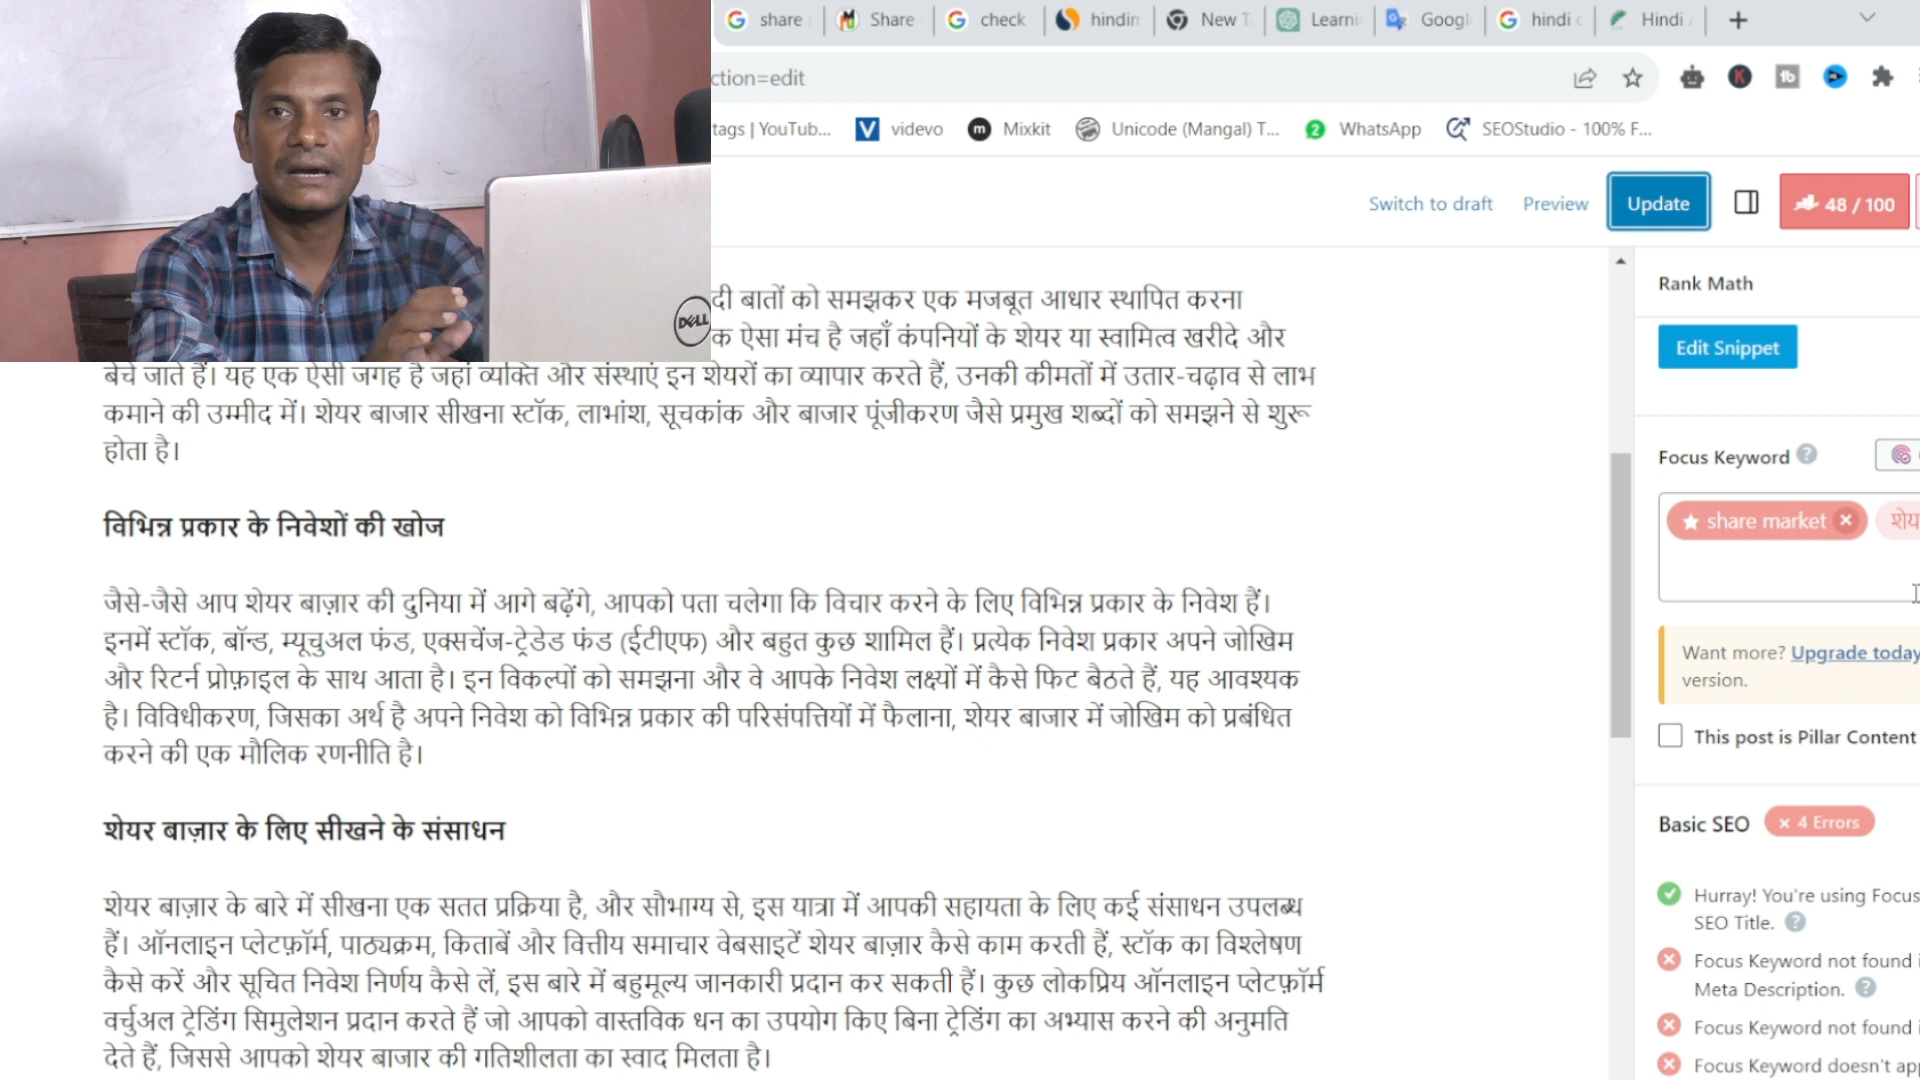 share
Share
check
hindim
New T
Learni
Googl
hindi
Hindi
ction=edit
tags | YouTub...
videvo
Mixkit
Unicode (Mangal) T...
2
WhatsApp
SEOStudio - 100% F...
Switch to draft
Preview
Update
48 / 100
DELL
दी बातों को समझकर एक मजबूत आधार स्थापित करना
क ऐसा मंच है जहाँ कंपनियों के शेयर या स्वामित्व खरीदे और
बेचे जाते हैं। यह एक ऐसी जगह है जहां व्यक्ति और संस्थाएं इन शेयरों का व्यापार करते हैं, उनकी कीमतों में उतार-चढ़ाव से लाभ
कमाने की उम्मीद में। शेयर बाजार सीखना स्टॉक, लाभांश, सूचकांक और बाजार पूंजीकरण जैसे प्रमुख शब्दों को समझने से शुरू
होता है।
विभिन्न प्रकार के निवेशों की खोज
जैसे-जैसे आप शेयर बाज़ार की दुनिया में आगे बढ़ेंगे, आपको पता चलेगा कि विचार करने के लिए विभिन्न प्रकार के निवेश हैं।
इनमें स्टॉक, बॉन्ड, म्यूचुअल फंड, एक्सचेंज-ट्रेडेड फंड (ईटीएफ) और बहुत कुछ शामिल हैं। प्रत्येक निवेश प्रकार अपने जोखिम
और रिटर्न प्रोफ़ाइल के साथ आता है। इन विकल्पों को समझना और वे आपके निवेश लक्ष्यों में कैसे फिट बैठते हैं, यह आवश्यक
है। विविधीकरण, जिसका अर्थ है अपने निवेश को विभिन्न प्रकार की परिसंपत्तियों में फैलाना, शेयर बाजार में जोखिम को प्रबंधित
करने की एक मौलिक रणनीति है।
शेयर बाज़ार के लिए सीखने के संसाधन
शेयर बाज़ार के बारे में सीखना एक सतत प्रक्रिया है, और सौभाग्य से, इस यात्रा में आपकी सहायता के लिए कई संसाधन उपलब्ध
हैं। ऑनलाइन प्लेटफ़ॉर्म, पाठ्यक्रम, किताबें और वित्तीय समाचार वेबसाइटें शेयर बाज़ार कैसे काम करती हैं, स्टॉक का विश्लेषण
कैसे करें और सूचित निवेश निर्णय कैसे लें, इस बारे में बहुमूल्य जानकारी प्रदान कर सकती हैं। कुछ लोकप्रिय ऑनलाइन प्लेटफ़ॉर्म
वर्चुअल ट्रेडिंग सिमुलेशन प्रदान करते हैं जो आपको वास्तविक धन का उपयोग किए बिना ट्रेडिंग का अभ्यास करने की अनुमति
देते हैं, जिससे आपको शेयर बाजार की गतिशीलता का स्वाद मिलता है।
Rank Math
Edit Snippet
Focus Keyword
share market
शेय
Want more? Upgrade today
version.
This post is Pillar Content
Basic SEO
4 Errors
Hurray! You're using Focus
SEO Title.
Focus Keyword not found i
Meta Description.
Focus Keyword not found i
Focus Keyword doesn't app